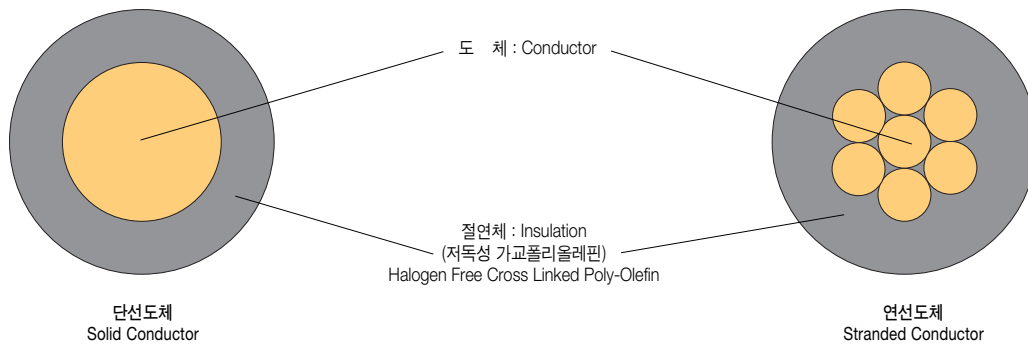 도 체 : Conductor
절연체 : Insulation
(저독성 가교폴리올레핀)
Halogen Free Cross Linked Poly-Olefin
단선도체
Solid Conductor
연선도체
Stranded Conductor